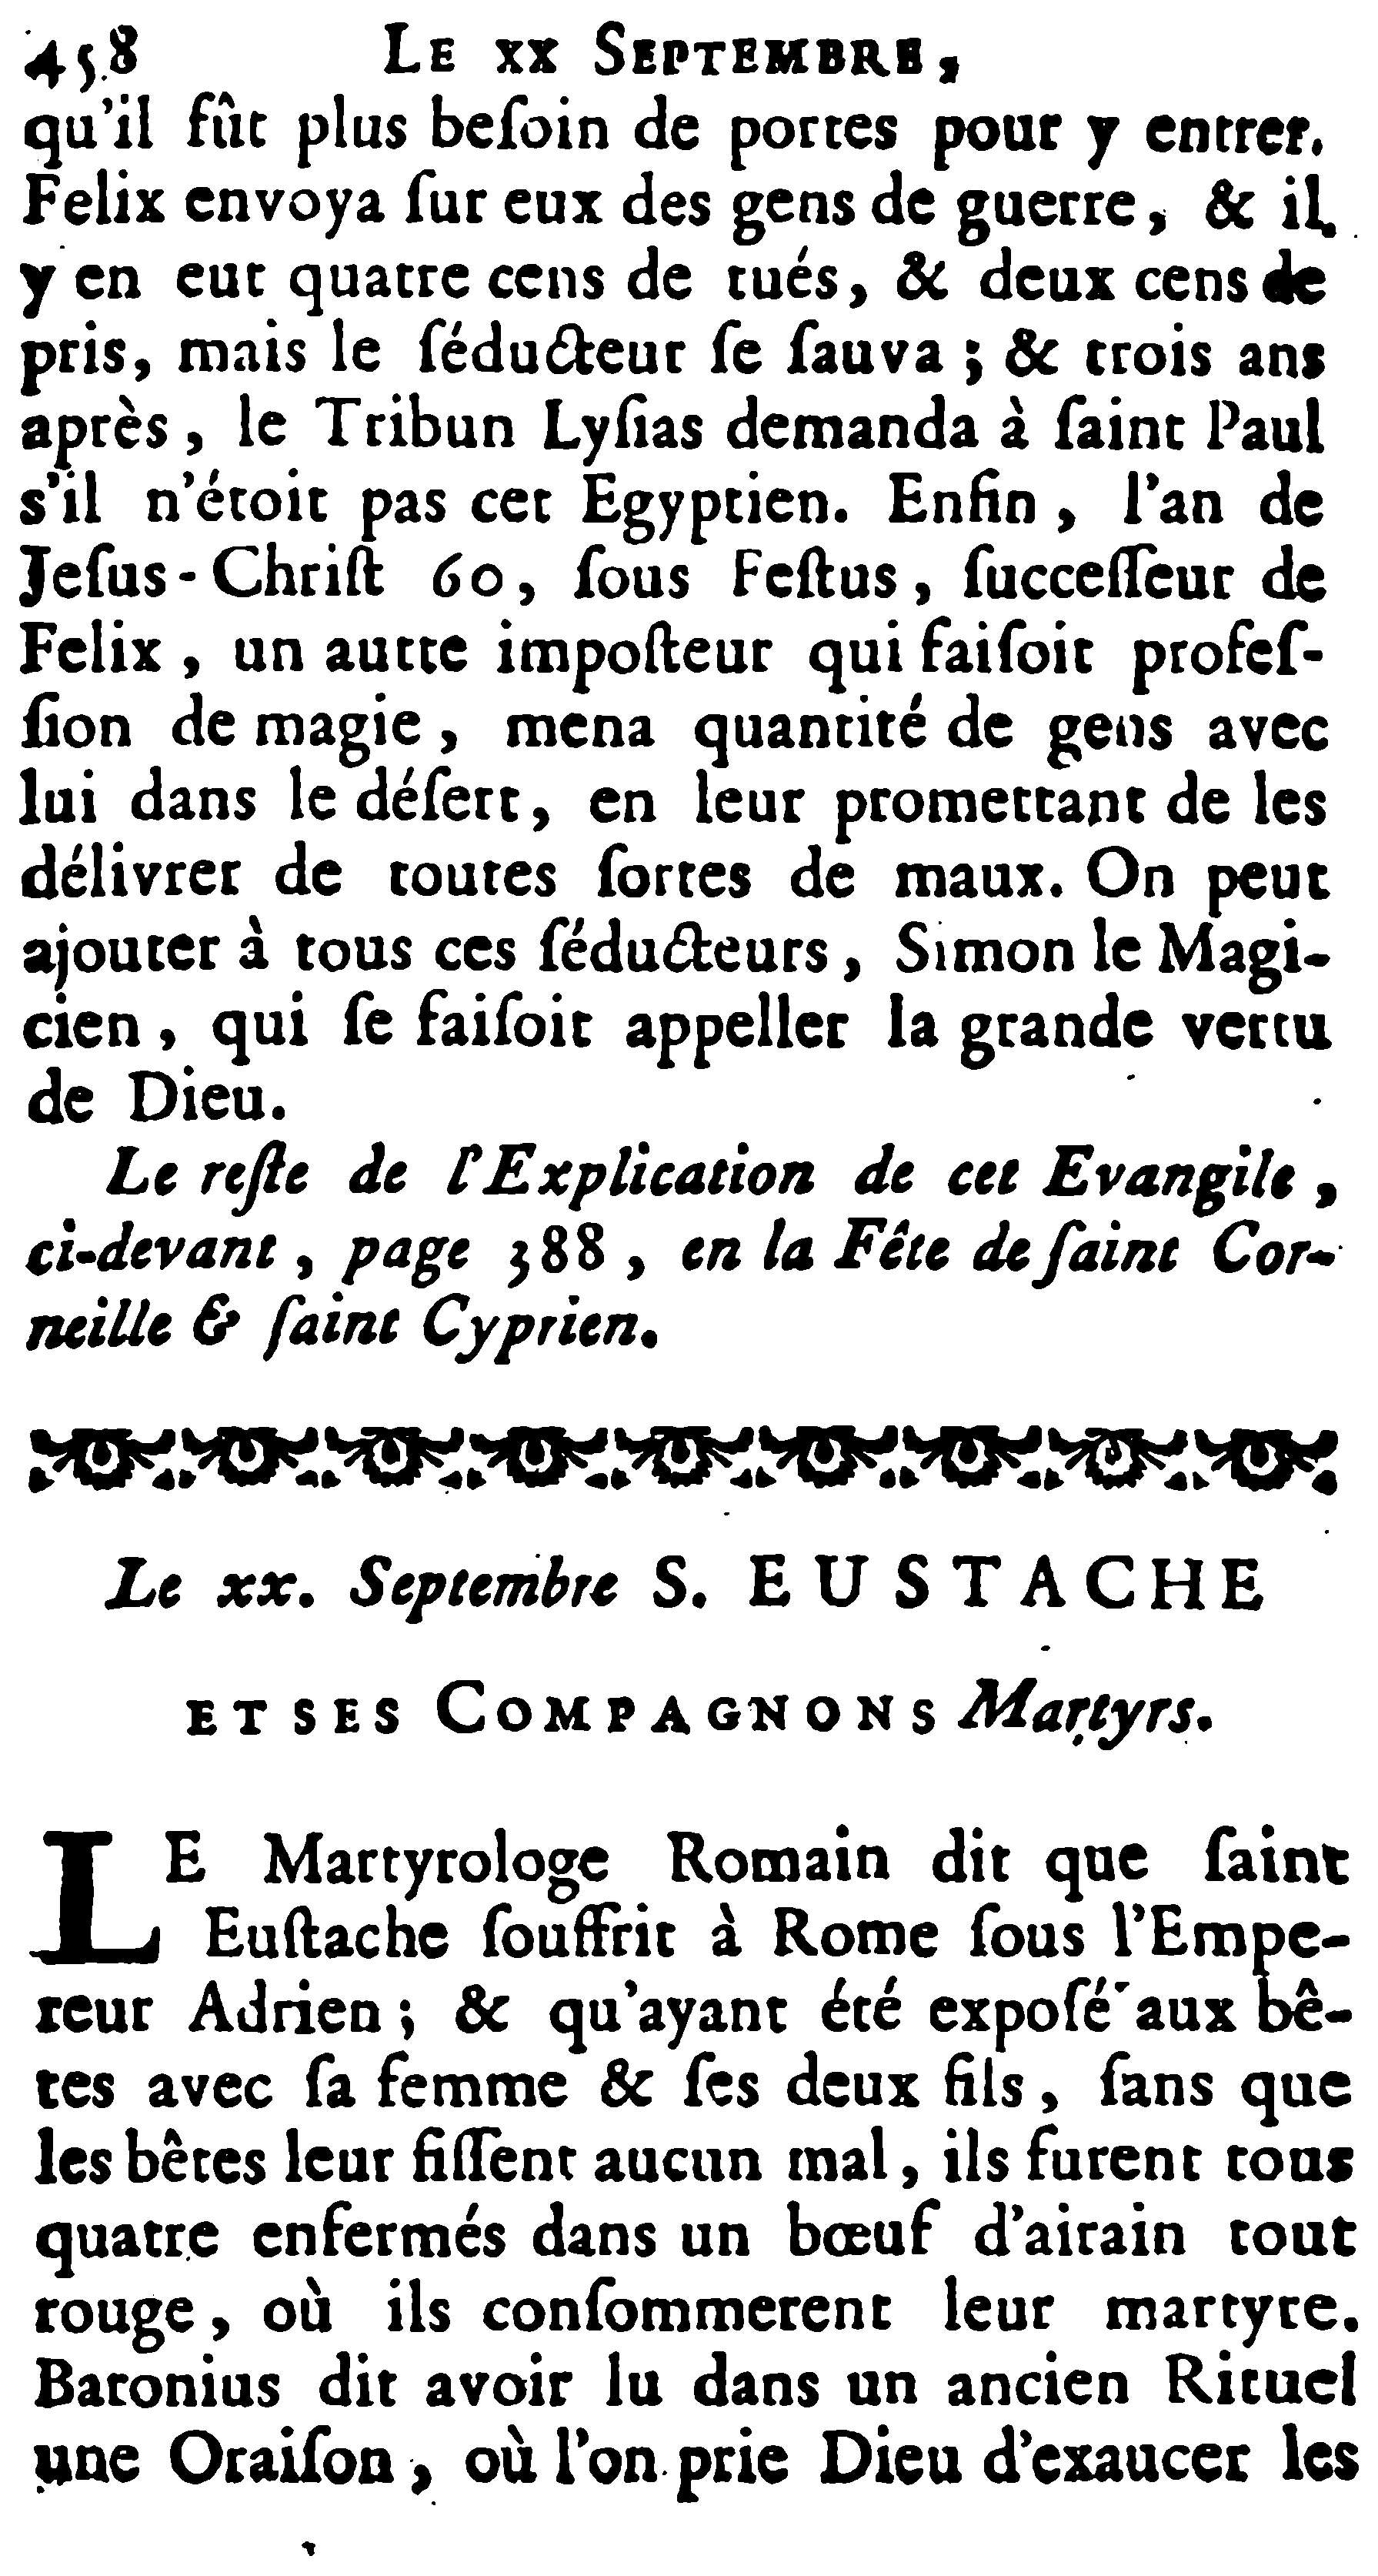 458 LE XX SEPTEMBRE,
qu'il fût plus beſoin de portes pour y entrer.
Felix envoya ſur eux des gens de guerre, & il
y en eut quatre cens de tués, & deux cens de
pris, mais le ſéducteur ſe ſauva ; & trois ans
après, le Tribun Lyſias demanda à ſaint Paul
s'il n'étoit pas cet Egyptien. Enfin, l'an de
Jeſus-Chriſt 60, ſous Feſtus, ſucceſſeur de
Felix, un autre impoſteur qui faiſoit profeſ-
ſion de magie, mena quantité de gens avec
lui dans le déſert, en leur promettant de les
délivrer de toutes ſortes de maux. On peut
ajouter à tous ces ſéducteurs, Simon le Magi-
cien, qui ſe faiſoit appeller la grande vertu
de Dieu.
Le reſte de l'Explication de cet Evangile,
ci-devant, page 388, en la Fête de ſaint Cor-
neille & ſaint Cyprien.
Le xx. Septembre S. EUSTACHE
ET SES COMPAGNONS Martyrs.
LE Martyrologe Romain dit que ſaint
Euſtache ſouffrit à Rome ſous l'Empe-
reur Adrien ; & qu'ayant été expoſé aux bê-
tes avec ſa femme & ſes deux fils, ſans que
les bêtes leur fiſſent aucun mal, ils furent tous
quatre enfermés dans un bœuf d'airain tout
rouge, où ils conſommerent leur martyre.
Baronius dit avoir lu dans un ancien Rituel
une Oraiſon, où l'on prie Dieu d'exaucer les